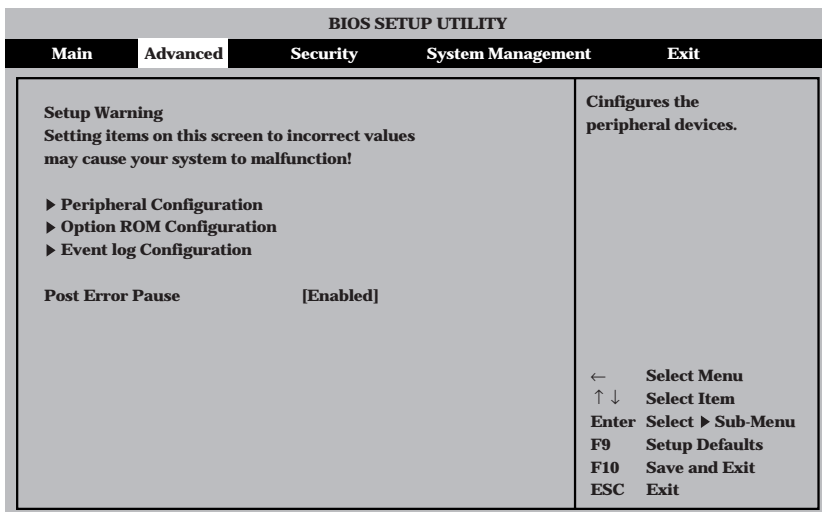 BIOS SETUP UTILITY
Main Advanced Security System Management Exit
Setup Warning
Setting items on this screen to incorrect values
may cause your system to malfunction!
▶ Peripheral Configuration
▶ Option ROM Configuration
▶ Event log Configuration
Post Error Pause [Enabled]
Cinfigures the
peripheral devices.
← Select Menu
↑ ↓ Select Item
Enter Select ▶ Sub-Menu
F9 Setup Defaults
F10 Save and Exit
ESC Exit